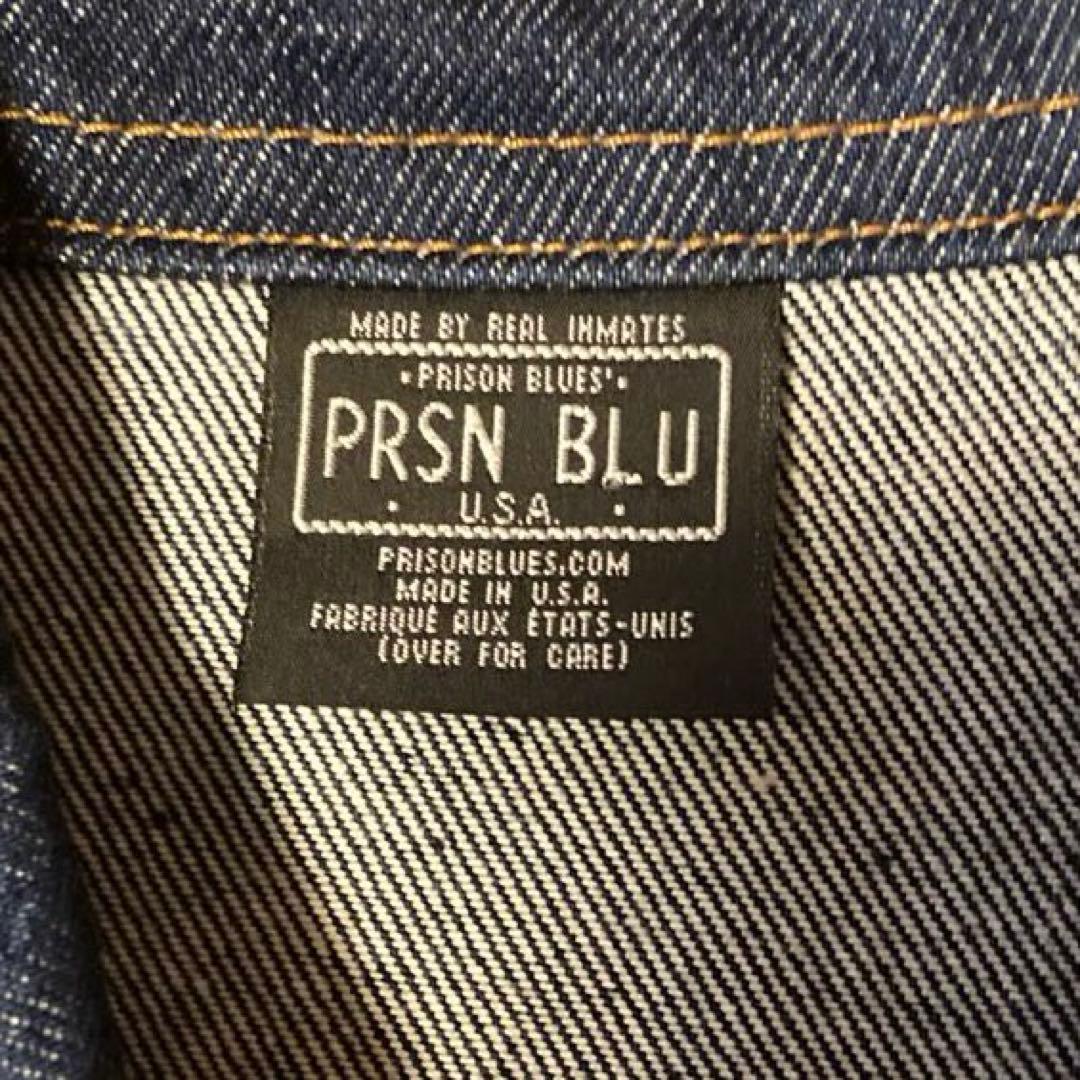 MADE BY REAL INMATES
·PRISON BLUES'·
PRSN BLU
· U.S.A. ·
PRISONBLUES.COM
MADE IN U.S.A.
FABRIQUÉ AUX ÉTATS-UNIS
(OVER FOR CARE)